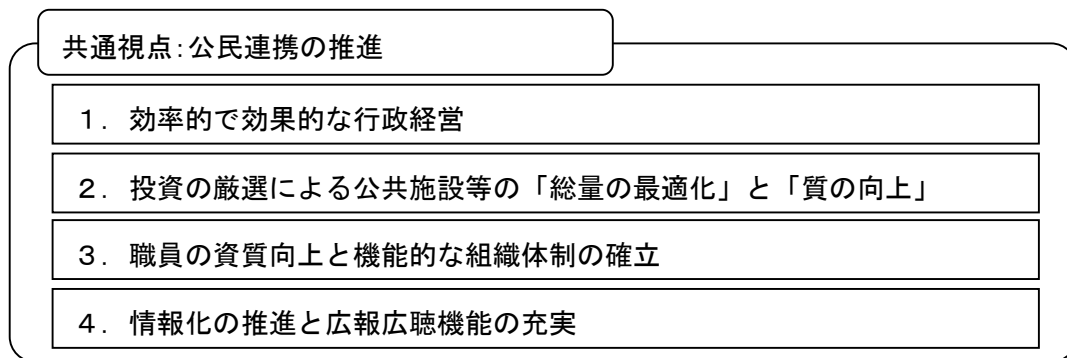 共通視点:公民連携の推進
１．効率的で効果的な行政経営
２．投資の厳選による公共施設等の「総量の最適化」と「質の向上」
３．職員の資質向上と機能的な組織体制の確立
４．情報化の推進と広報広聴機能の充実